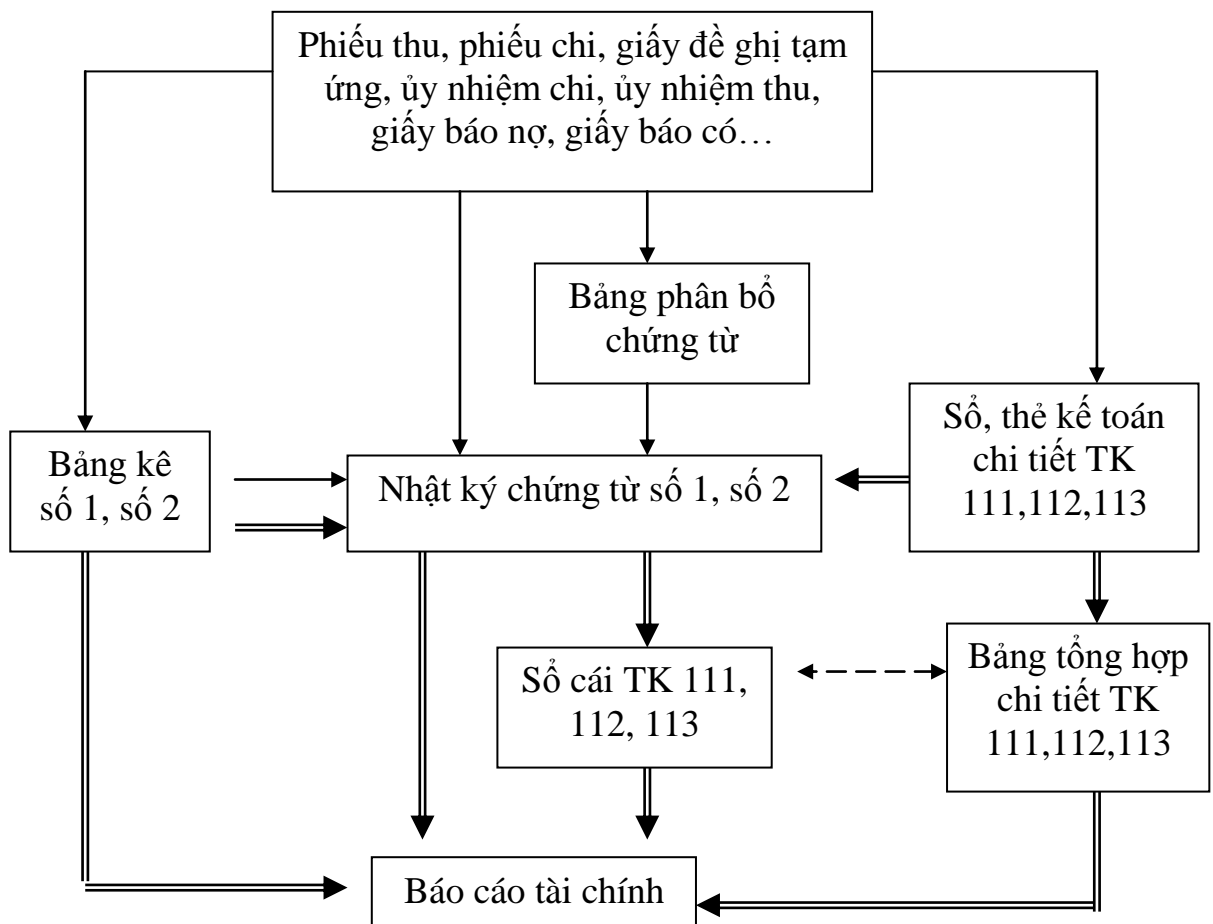 Phiếu thu, phiếu chi, giấy đề ghị tạm
ứng, ủy nhiệm chi, ủy nhiệm thu,
giấy báo nợ, giấy báo có…
Bảng phân bổ
chứng từ
Bảng kê
số 1, số 2
Nhật ký chứng từ số 1, số 2
Sổ, thẻ kế toán
chi tiết TK
111,112,113
Sổ cái TK 111,
112, 113
Bảng tổng hợp
chi tiết TK
111,112,113
Báo cáo tài chính